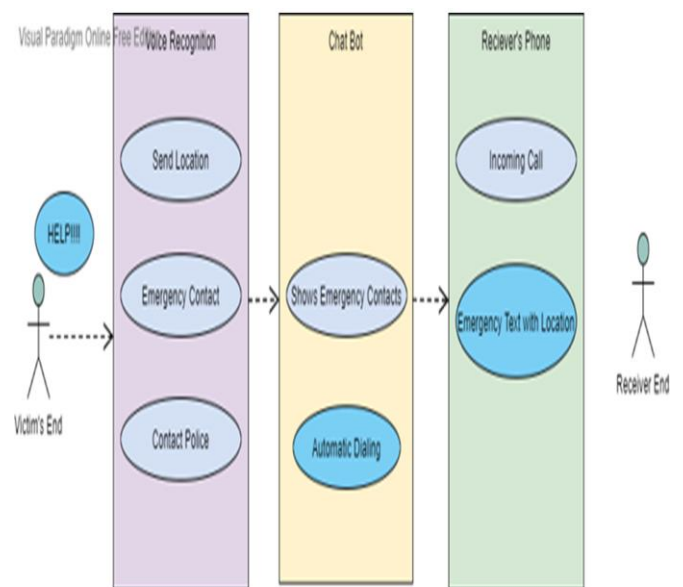 Visual Paradigm Online Free Edi
Voice Recognition
Chat Bot
Reciever's Phone
Send Location
Incoming Call
HELP!!!!
Emergency Contact
Shows Emergency Contacts
Emergency Text with Location
Victim's End
Receiver End
Contact Police
Automatic Dialing